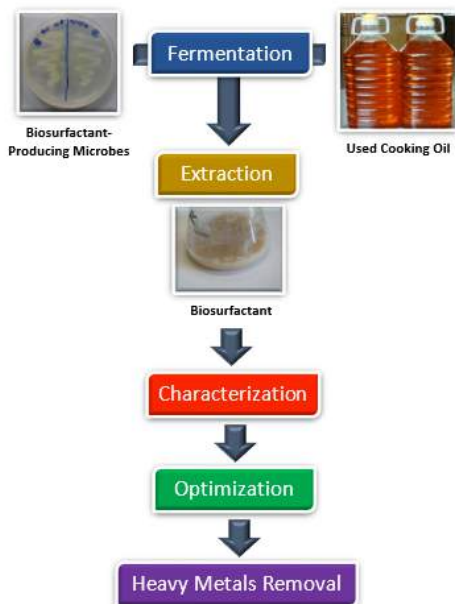 Fermentation
Biosurfactant-
Producing Microbes
Used Cooking Oil
Extraction
Biosurfactant
Characterization
Optimization
Heavy Metals Removal